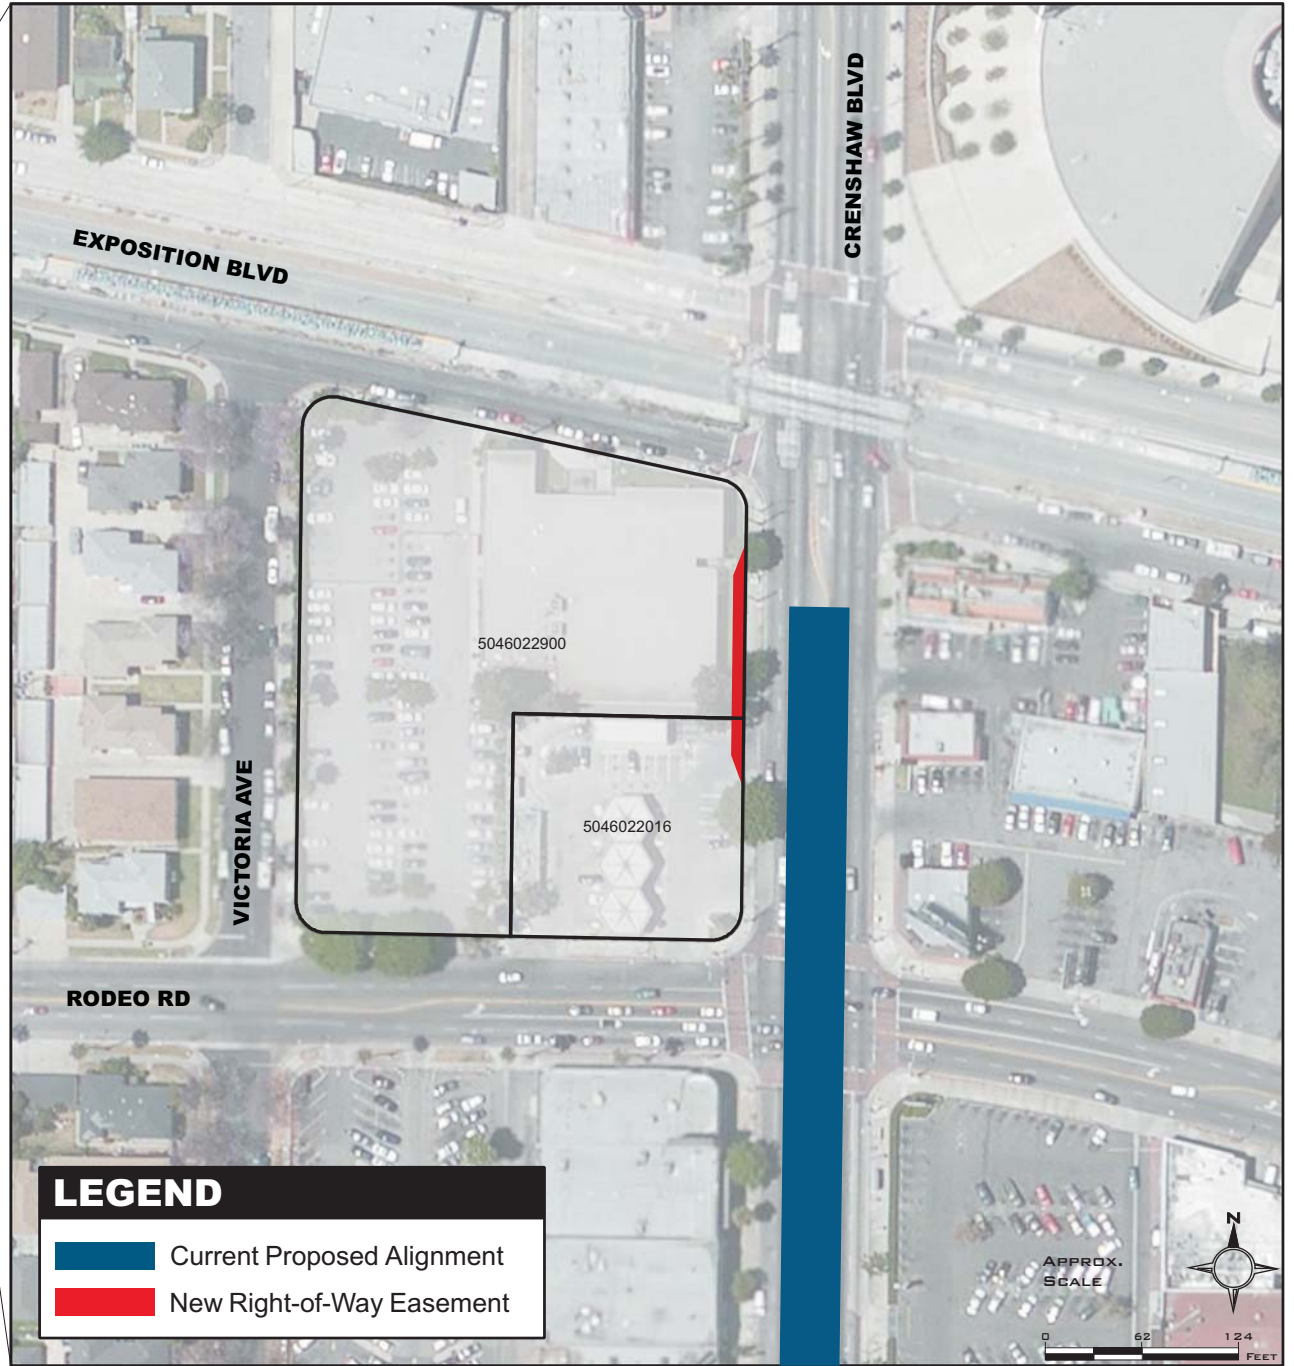 CRENSHAW BLVD
EXPOSITION BLVD
5046022900
VICTORIA AVE
5046022016
RODEO RD
LEGEND
Current Proposed Alignment
New Right-of-Way Easement
N
APPROX.
SCALE
0 62 124
FEET